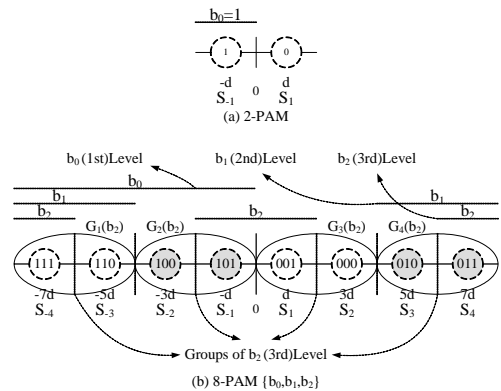 b0=1
1 0
-d 0 d
S-1 S1
(a) 2-PAM
b0 (1st)Level b1 (2nd)Level b2 (3rd)Level
b0
b1 b1
b2 G1(b2) G2(b2) b2 G3(b2) G4(b2) b2
111 110 100 101 001 000 010 011
-7d -5d -3d -d 0 d 3d 5d 7d
S-4 S-3 S-2 S-1 S1 S2 S3 S4
Groups of b2 (3rd)Level
(b) 8-PAM {b0,b1,b2}